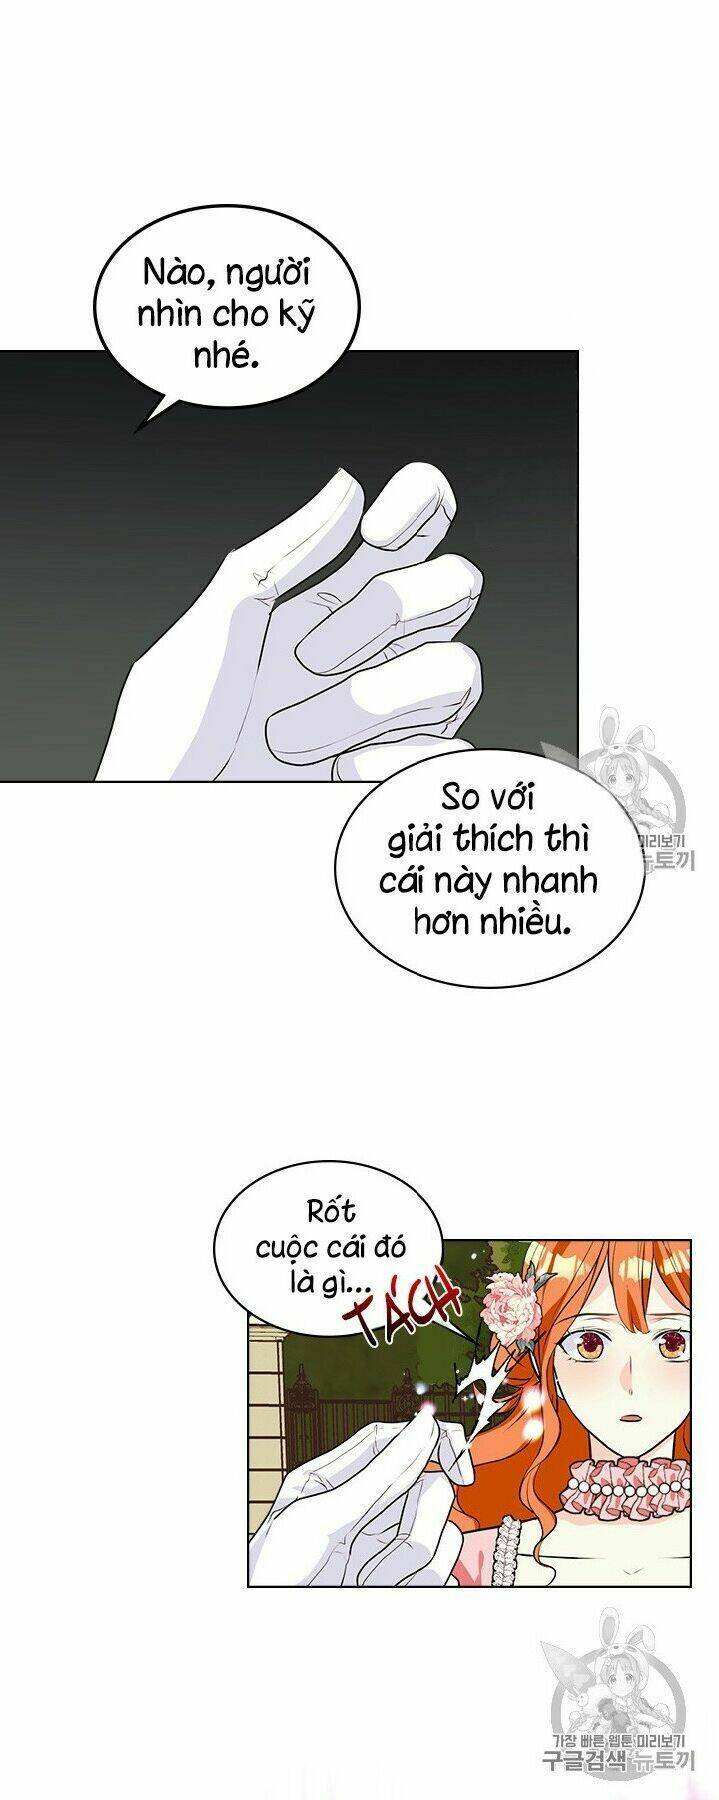 Nào, người
nhìn cho kỹ
nhé.
So với
giải thích thì
cái này nhanh
hơn nhiều.
미리보기
뉴토끼
Rốt
cuộc cái đó
là gì...
TÁCH
가장 빠른 웹툰 미리보기
구글검색 뉴토끼